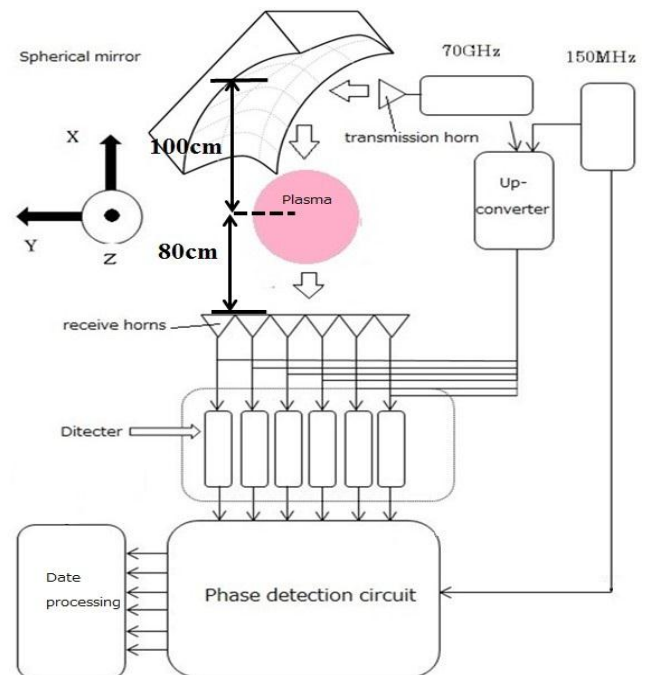 Spherical mirror
70GHz
150MHz
transmission horn
X
100cm
Up-
converter
Plasma
Y
Z
80cm
receive horns
Ditecter
Date
processing
Phase detection circuit